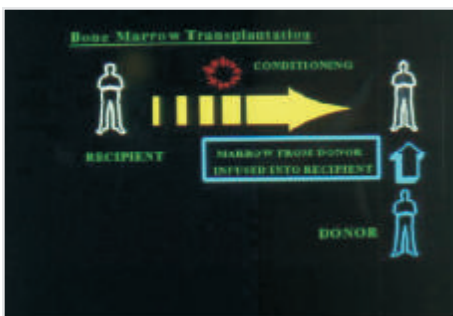 Bone Marrow Transplantation
CONDITIONING
RECIPIENT
MARROW FROM DONOR
INFUSED INTO RECIPIENT
DONOR